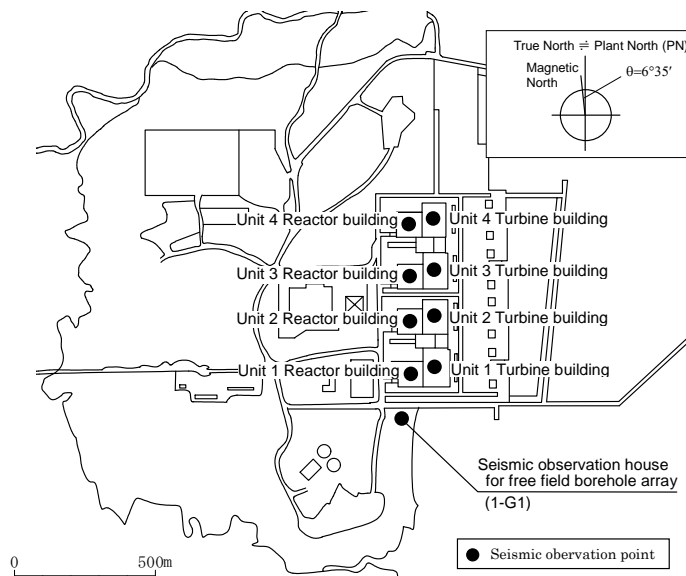 True North ≓ Plant North (PN)
Magnetic
North
θ=6°35′
Unit 4 Reactor building
Unit 4 Turbine building
Unit 3 Reactor building
Unit 3 Turbine building
Unit 2 Reactor building
Unit 2 Turbine building
Unit 1 Reactor building
Unit 1 Turbine building
Seismic observation house
for free field borehole array
(1-G1)
0
500m
Seismic obervation point